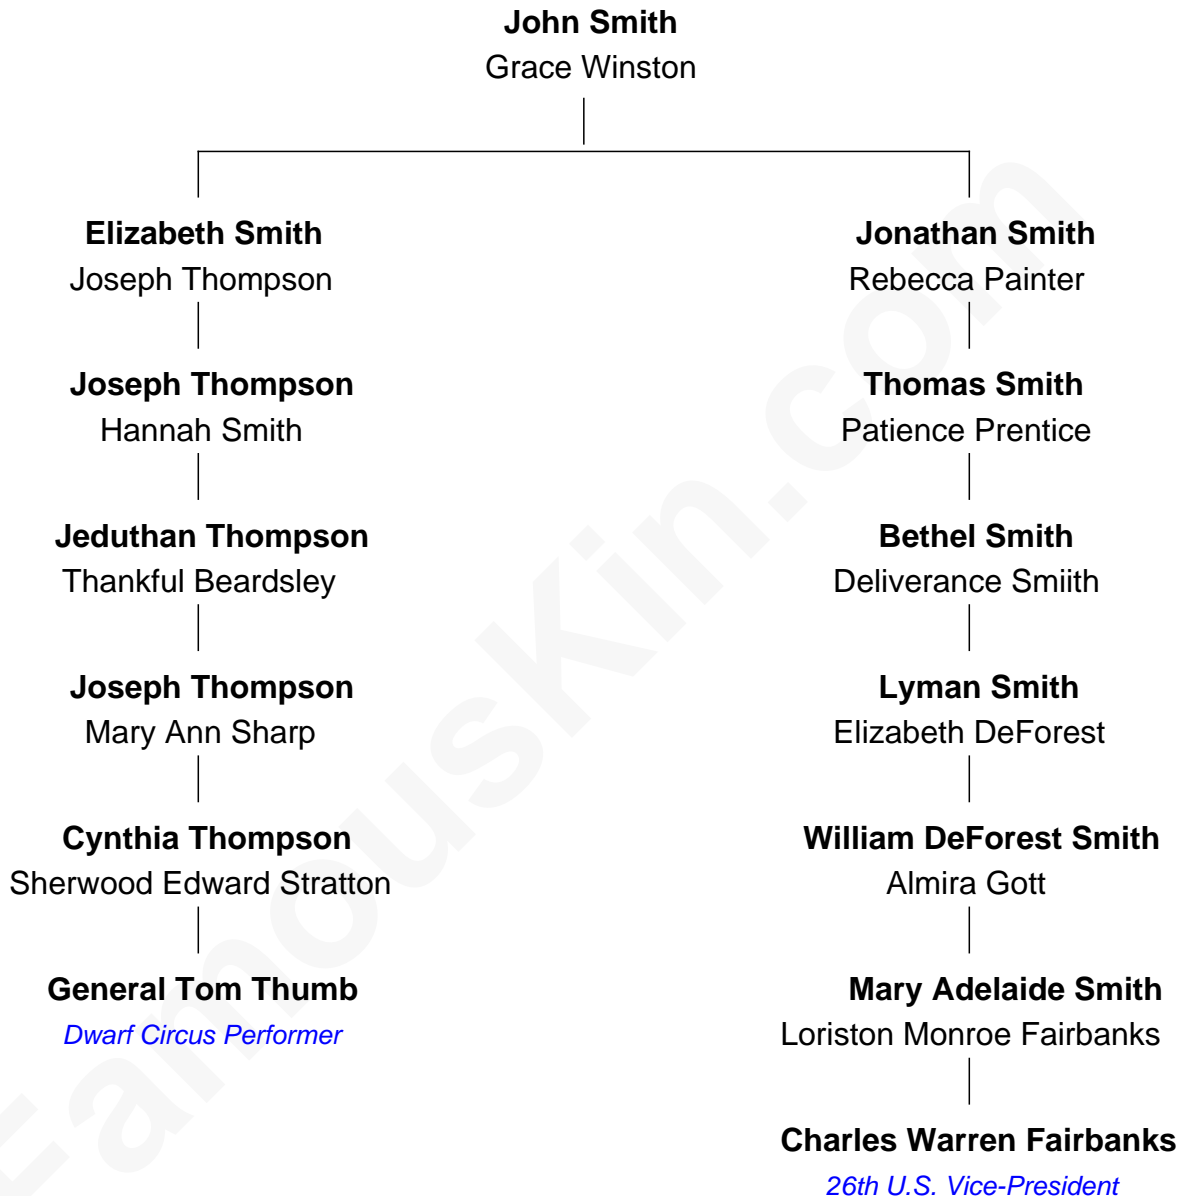 John Smith
Grace Winston
Elizabeth Smith
Joseph Thompson
Jonathan Smith
Rebecca Painter
Joseph Thompson
Hannah Smith
Thomas Smith
Patience Prentice
Jeduthan Thompson
Thankful Beardsley
Bethel Smith
Deliverance Smiith
Joseph Thompson
Mary Ann Sharp
Lyman Smith
Elizabeth DeForest
Cynthia Thompson
Sherwood Edward Stratton
William DeForest Smith
Almira Gott
General Tom Thumb
Dwarf Circus Performer
Mary Adelaide Smith
Loriston Monroe Fairbanks
Charles Warren Fairbanks
26th U.S. Vice-President
FamousKin.com